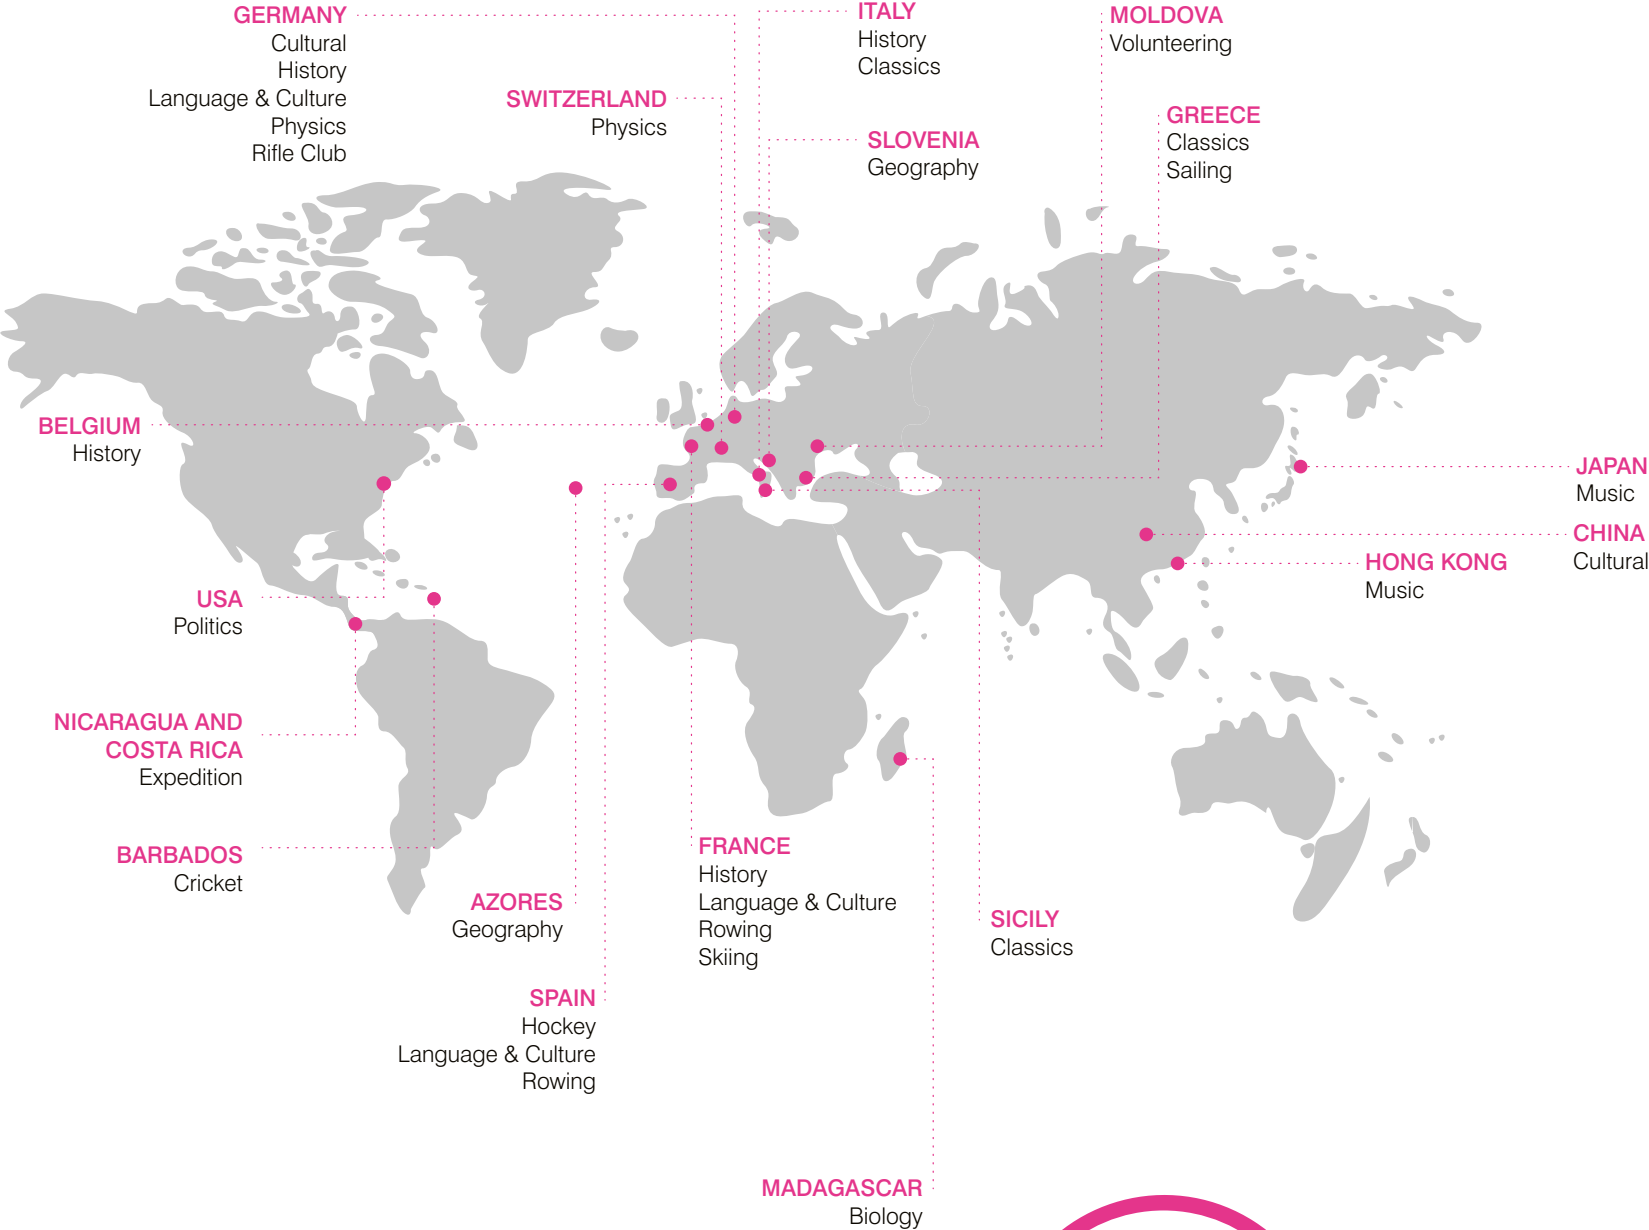 GERMANY
Cultural
History
Language & Culture
Physics
Rifle Club
SWITZERLAND
Physics
ITALY
History
Classics
SLOVENIA
Geography
MOLDOVA
Volunteering
GREECE
Classics
Sailing
BELGIUM
History
JAPAN
Music
CHINA
Cultural
HONG KONG
Music
USA
Politics
NICARAGUA AND
COSTA RICA
Expedition
BARBADOS
Cricket
AZORES
Geography
FRANCE
History
Language & Culture
Rowing
Skiing
SICILY
Classics
SPAIN
Hockey
Language & Culture
Rowing
MADAGASCAR
Biology